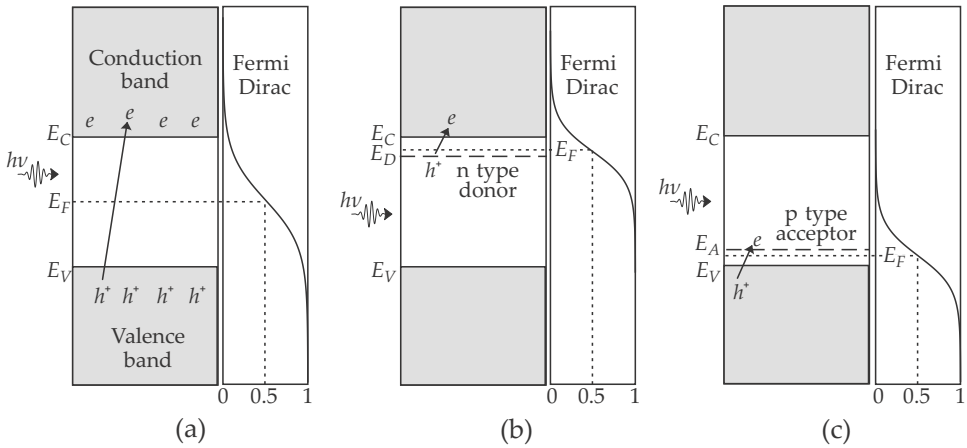 Conduction
band
e e e e
E_C
hν
E_F
E_V
h⁺ h⁺ h⁺ h⁺
Valence
band
Fermi
Dirac
0 0.5 1
(a)
e
E_C
E_D
E_F
h⁺
n type
donor
hν
E_V
Fermi
Dirac
0 0.5 1
(b)
E_C
hν
p type
acceptor
E_A
e
E_F
E_V
h⁺
Fermi
Dirac
0 0.5 1
(c)